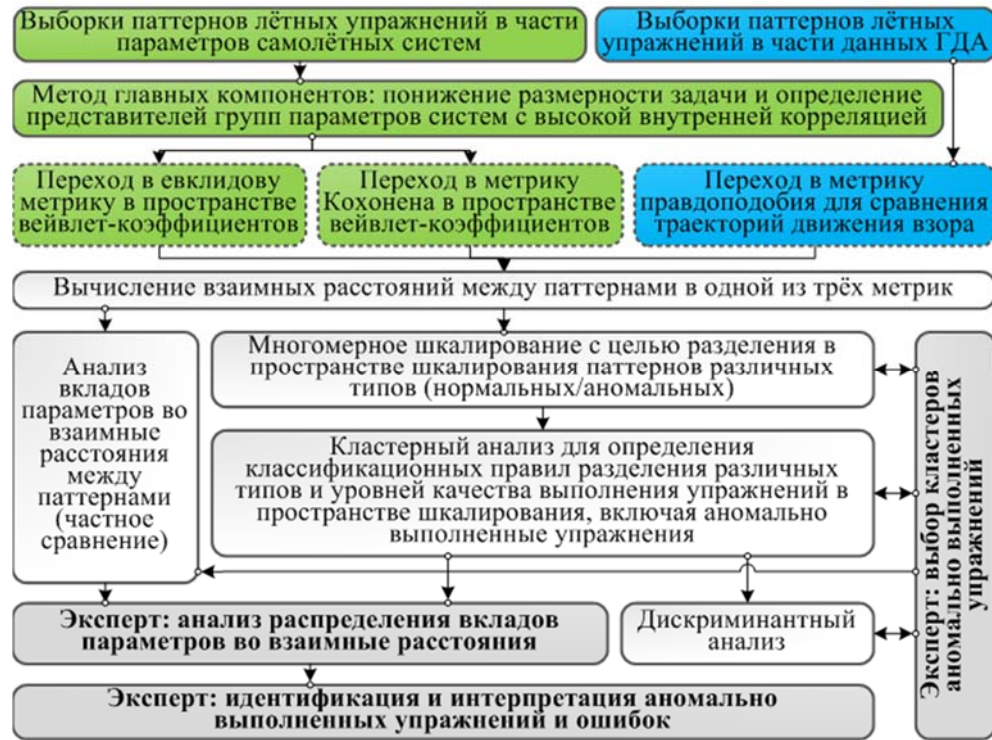 Выборки паттернов лётных упражнений в части
параметров самолётных систем
Выборки паттернов лётных
упражнений в части данных ГДА
Метод главных компонентов: понижение размерности задачи и определение
представителей групп параметров систем с высокой внутренней корреляцией
Переход в евклидову
метрику в пространстве
вейвлет-коэффициентов
Переход в метрику
Кохонена в пространстве
вейвлет-коэффициентов
Переход в метрику
правдоподобия для сравнения
траекторий движения взора
Вычисление взаимных расстояний между паттернами в одной из трёх метрик
Анализ
вкладов
параметров во
взаимные
расстояния
между
паттернами
(частное
сравнение)
Многомерное шкалирование с целью разделения в
пространстве шкалирования паттернов различных
типов (нормальных/аномальных)
Кластерный анализ для определения
классификационных правил разделения различных
типов и уровней качества выполнения упражнений в
пространстве шкалирования, включая аномально
выполненные упражнения
Эксперт: выбор кластеров
аномально выполненных
упражнений
Эксперт: анализ распределения вкладов
параметров во взаимные расстояния
Дискриминантный
анализ
Эксперт: идентификация и интерпретация аномально
выполненных упражнений и ошибок